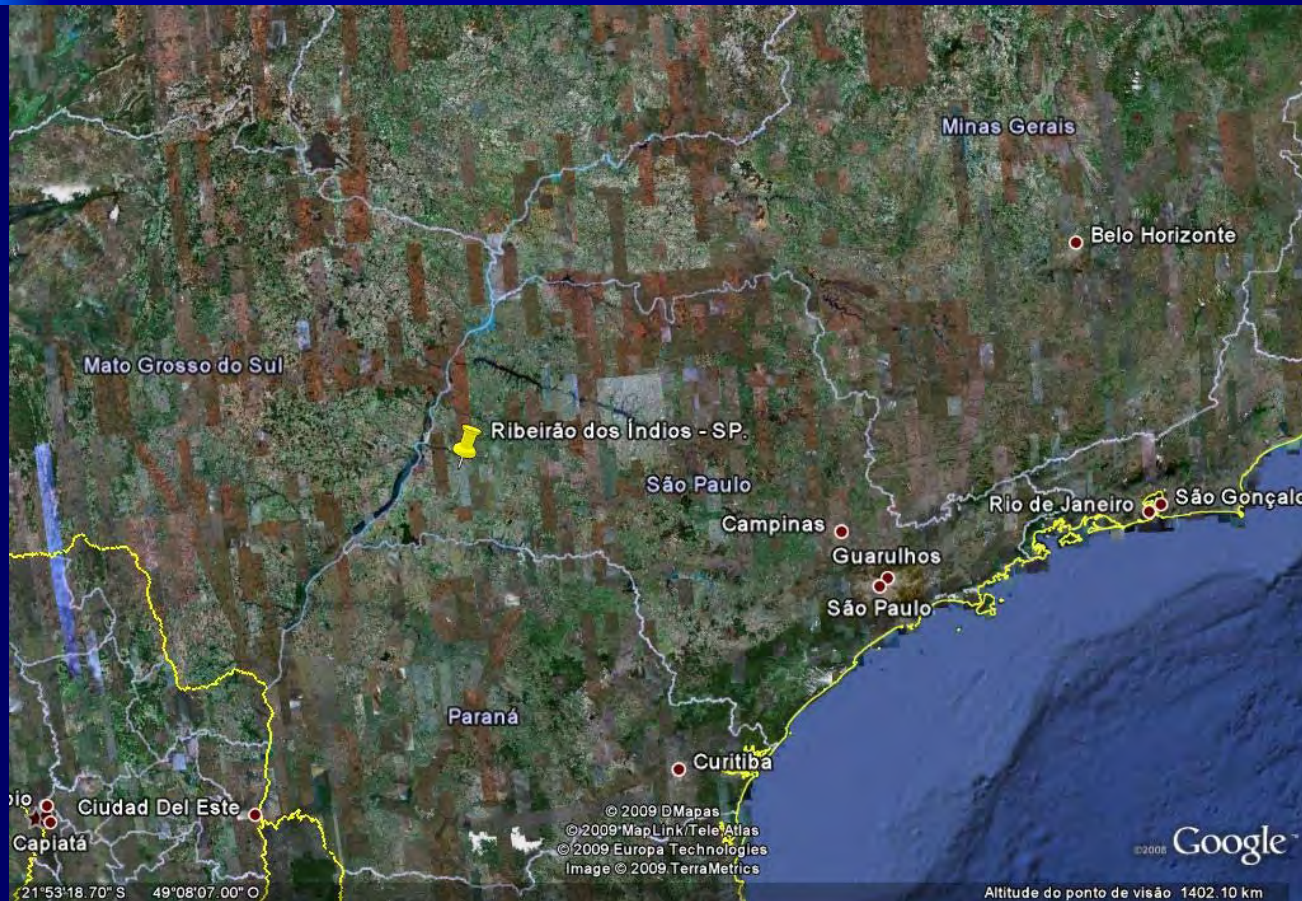 Minas Gerais
Belo Horizonte
Mato Grosso do Sul
Ribeirão dos Índios - SP.
São Paulo
Rio de Janeiro
São Gonçalo
Campinas
Guarulhos
São Paulo
Paraná
Curitiba
Ciudad Del Este
Capiatá
© 2009 DMapas
© 2009 MapLink/Tele Atlas
© 2009 Europa Technologies
Image © 2009 TerraMetrics
©2008 Google
21°53'18.70" S 49°08'07.00" O
Altitude do ponto de visão 1402.10 km